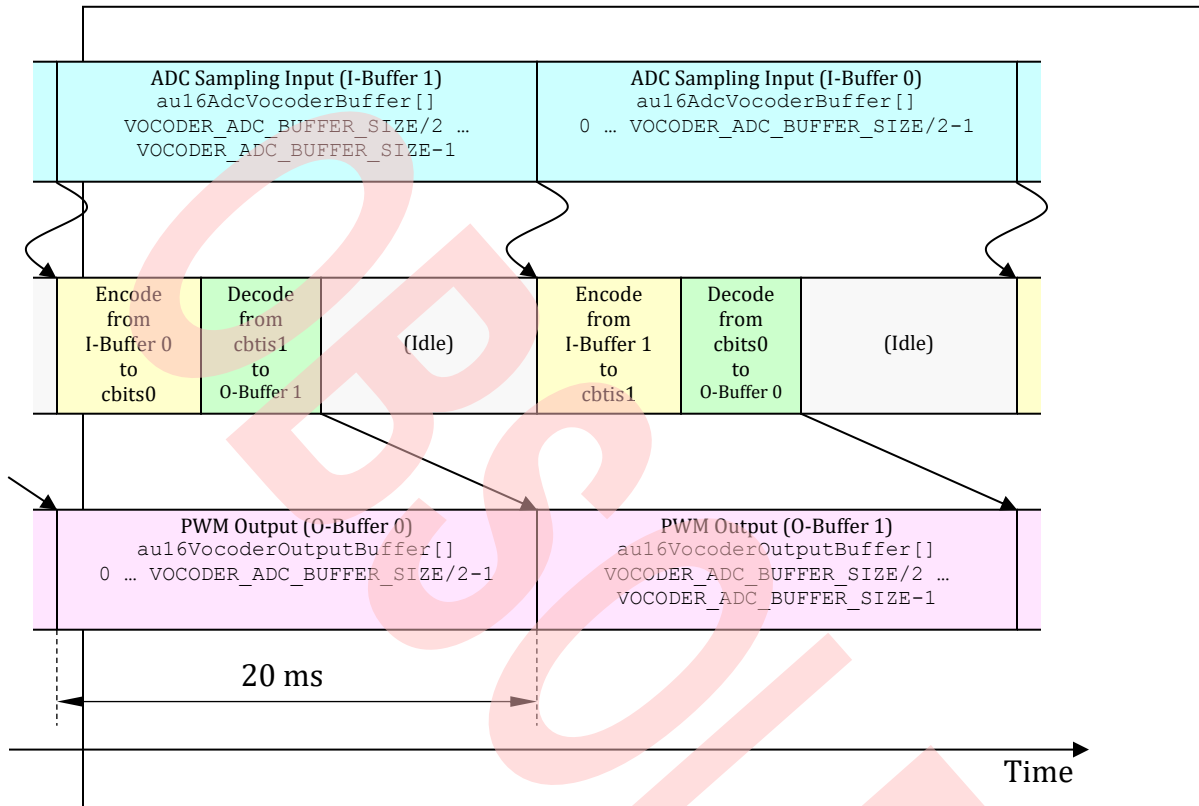 ADC Sampling Input (I-Buffer 1)
au16AdcVocoderBuffer[]
VOCODER_ADC_BUFFER_SIZE/2 …
VOCODER_ADC_BUFFER_SIZE-1
ADC Sampling Input (I-Buffer 0)
au16AdcVocoderBuffer[]
0 … VOCODER_ADC_BUFFER_SIZE/2-1
Encode
from
I-Buffer 0
to
cbits0
Decode
from
cbtis1
to
O-Buffer 1
(Idle)
Encode
from
I-Buffer 1
to
cbtis1
Decode
from
cbits0
to
O-Buffer 0
(Idle)
PWM Output (O-Buffer 0)
au16VocoderOutputBuffer[]
0 … VOCODER_ADC_BUFFER_SIZE/2-1
PWM Output (O-Buffer 1)
au16VocoderOutputBuffer[]
VOCODER_ADC_BUFFER_SIZE/2 …
VOCODER_ADC_BUFFER_SIZE-1
20 ms
Time